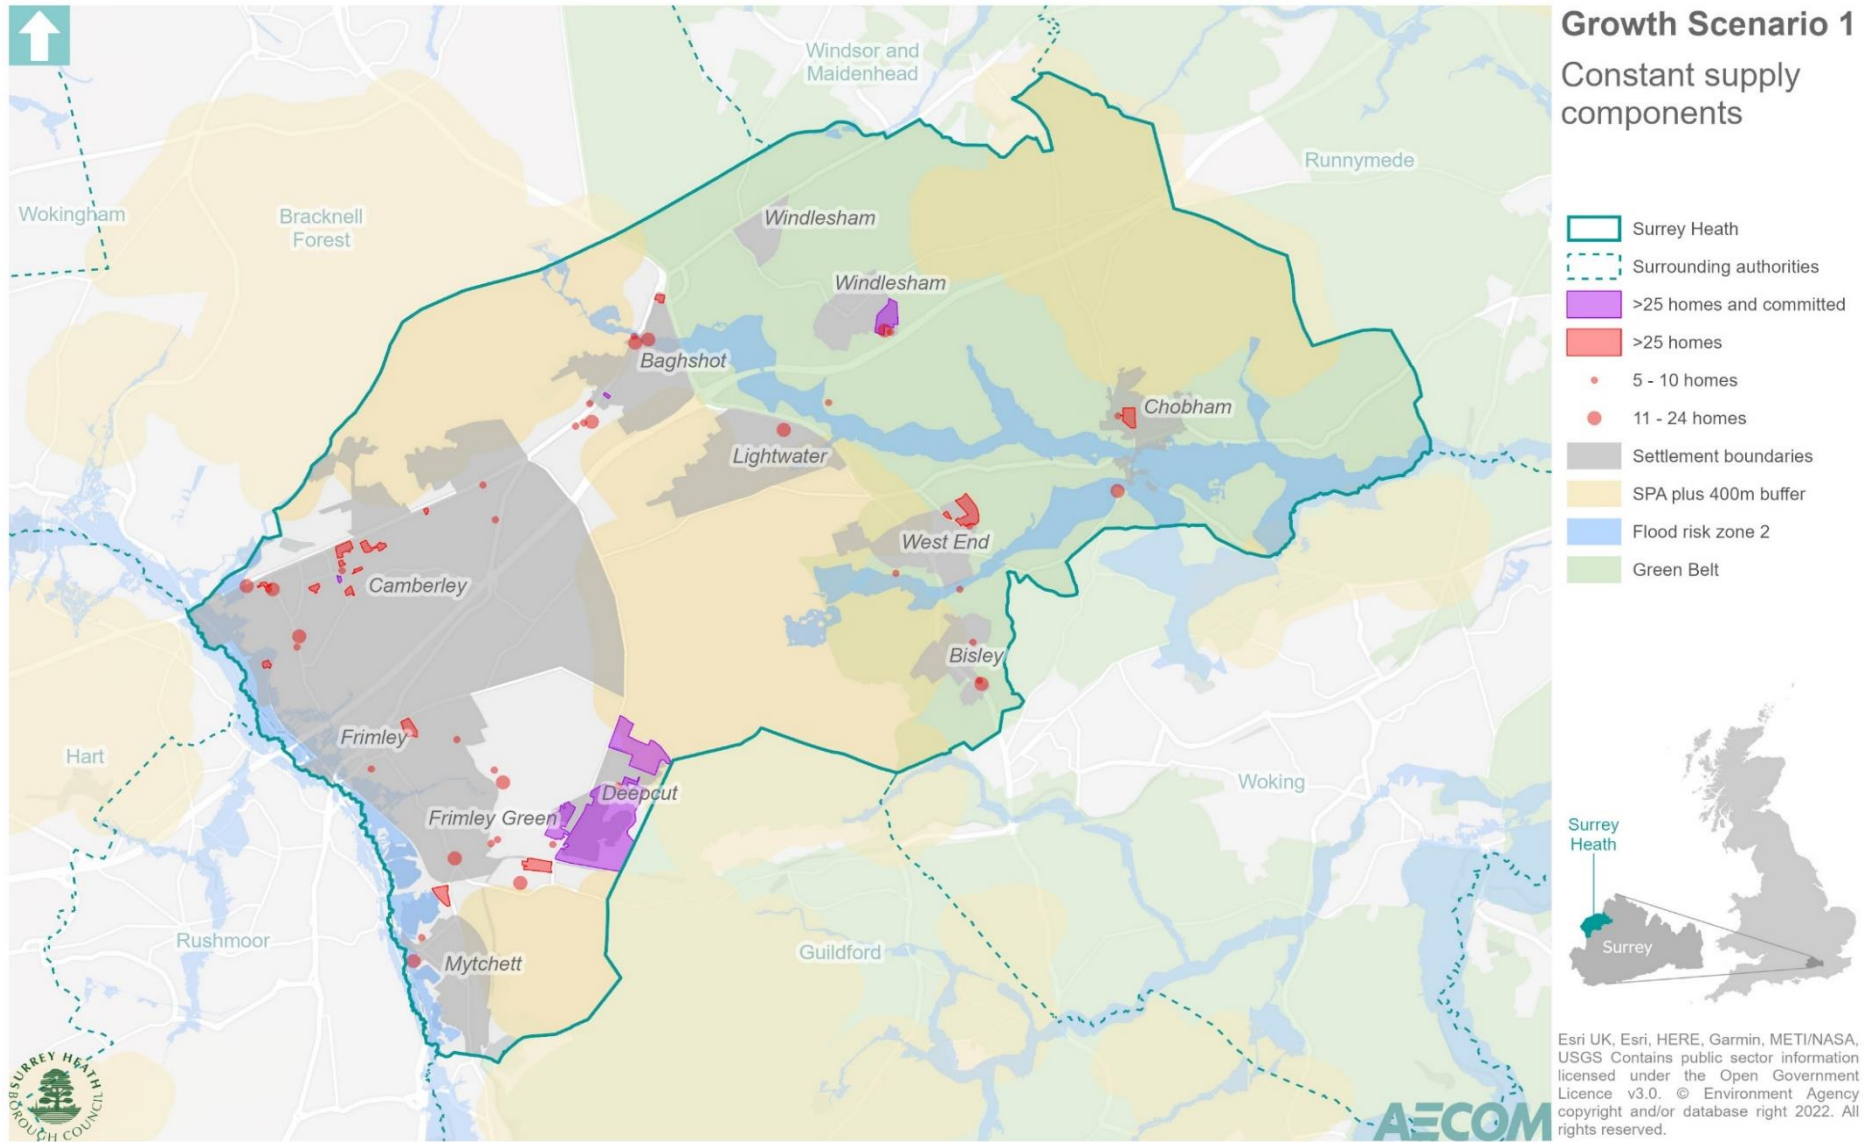 Growth Scenario 1
Constant supply
components
Surrey Heath
Surrounding authorities
>25 homes and committed
>25 homes
5 - 10 homes
11 - 24 homes
Settlement boundaries
SPA plus 400m buffer
Flood risk zone 2
Green Belt
Windsor and
Maidenhead
Runnymede
Wokingham
Bracknell
Forest
Windlesham
Windlesham
Baghshot
Chobham
Lightwater
West End
Camberley
Bisley
Frimley
Hart
Deepcut
Woking
Frimley Green
Rushmoor
Guildford
Mytchett
Surrey
Heath
Surrey
SURREY HEATH
BOROUGH COUNCIL
AECOM
Esri UK, Esri, HERE, Garmin, METI/NASA,
USGS Contains public sector information
licensed under the Open Government
Licence v3.0. © Environment Agency
copyright and/or database right 2022. All
rights reserved.